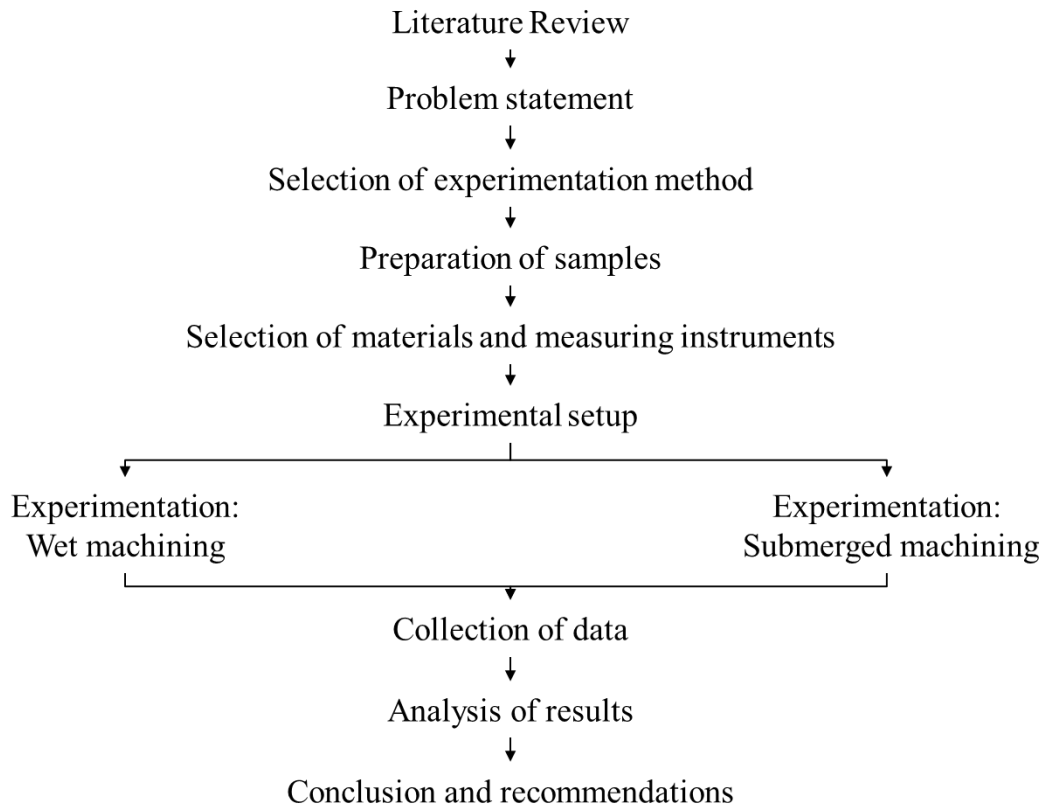 Literature Review
Problem statement
Selection of experimentation method
Preparation of samples
Selection of materials and measuring instruments
Experimental setup
Experimentation:
Wet machining
Experimentation:
Submerged machining
Collection of data
Analysis of results
Conclusion and recommendations